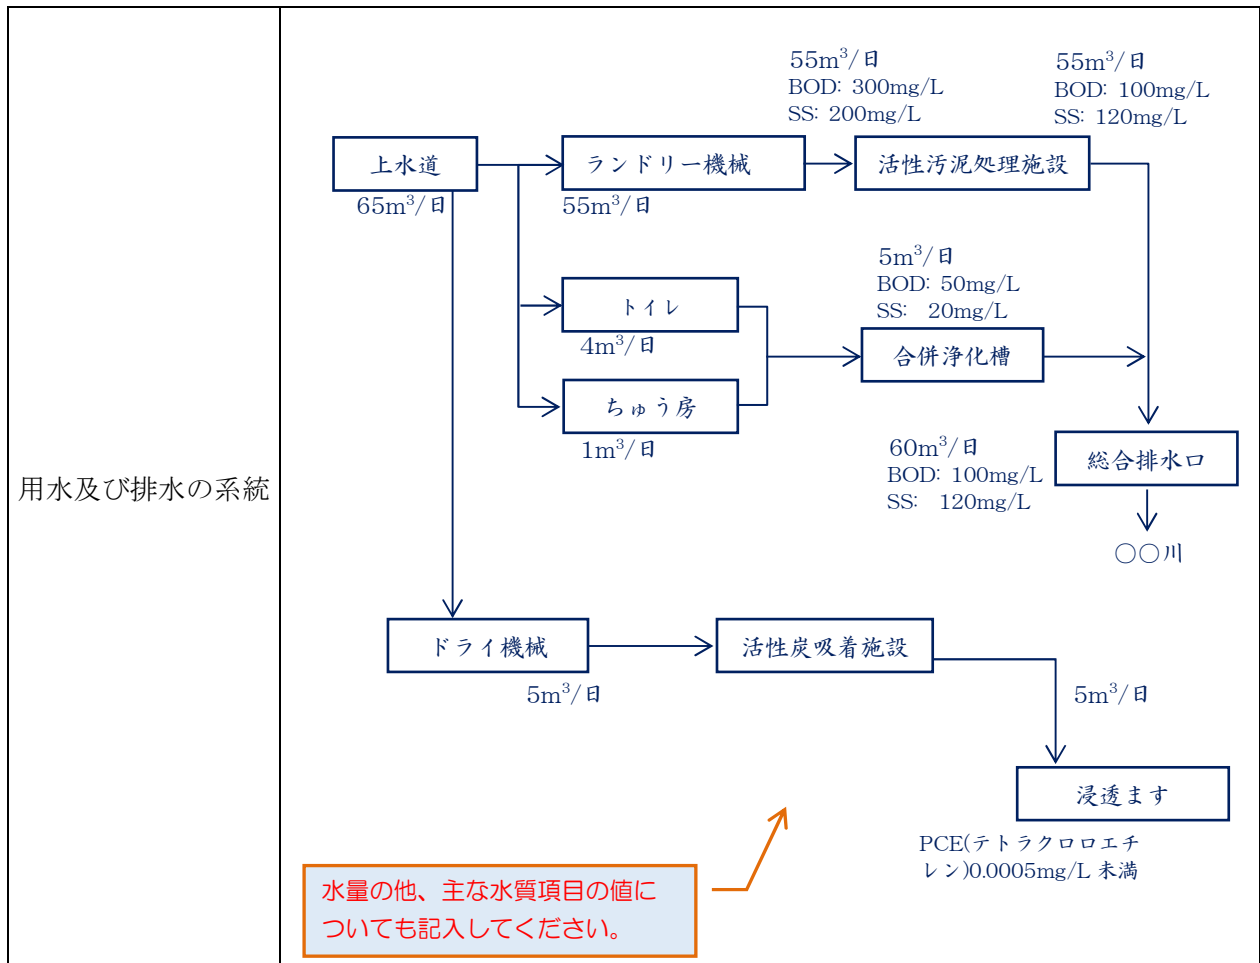 用水及び排水の系統
55m³/日
BOD: 300mg/L
SS: 200mg/L
55m³/日
BOD: 100mg/L
SS: 120mg/L
上水道
65m³/日
ランドリー機械
55m³/日
活性汚泥処理施設
トイレ
4m³/日
ちゅう房
1m³/日
5m³/日
BOD: 50mg/L
SS: 20mg/L
合併浄化槽
60m³/日
BOD: 100mg/L
SS: 120mg/L
総合排水口
○○川
ドライ機械
5m³/日
活性炭吸着施設
5m³/日
浸透ます
PCE(テトラクロロエチ
レン)0.0005mg/L 未満
水量の他、主な水質項目の値に
ついても記入してください。